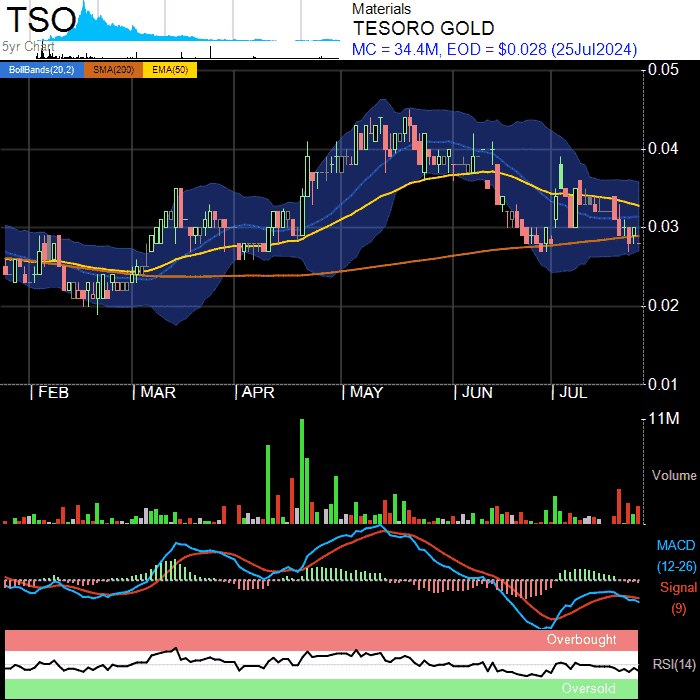 TSO
5yr Chart
Materials
TESORO GOLD
MC = 34.4M, EOD = $0.028 (25Jul2024)
BollBands(20,2) SMA(200) EMA(50)
0.05
0.04
0.03
0.02
0.01
FEB MAR APR MAY JUN JUL
11M
Volume
MACD
(12-26)
Signal
(9)
Overbought
RSI(14)
Oversold